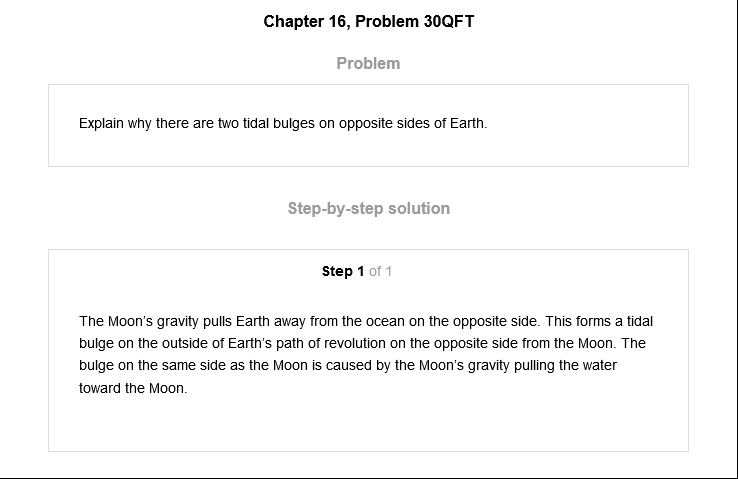 Chapter 16, Problem 30QFT
Problem
Explain why there are two tidal bulges on opposite sides of Earth.
Step-by-step solution
Step 1 of 1
The Moon’s gravity pulls Earth away from the ocean on the opposite side. This forms a tidal
bulge on the outside of Earth’s path of revolution on the opposite side from the Moon. The
bulge on the same side as the Moon is caused by the Moon’s gravity pulling the water
toward the Moon.